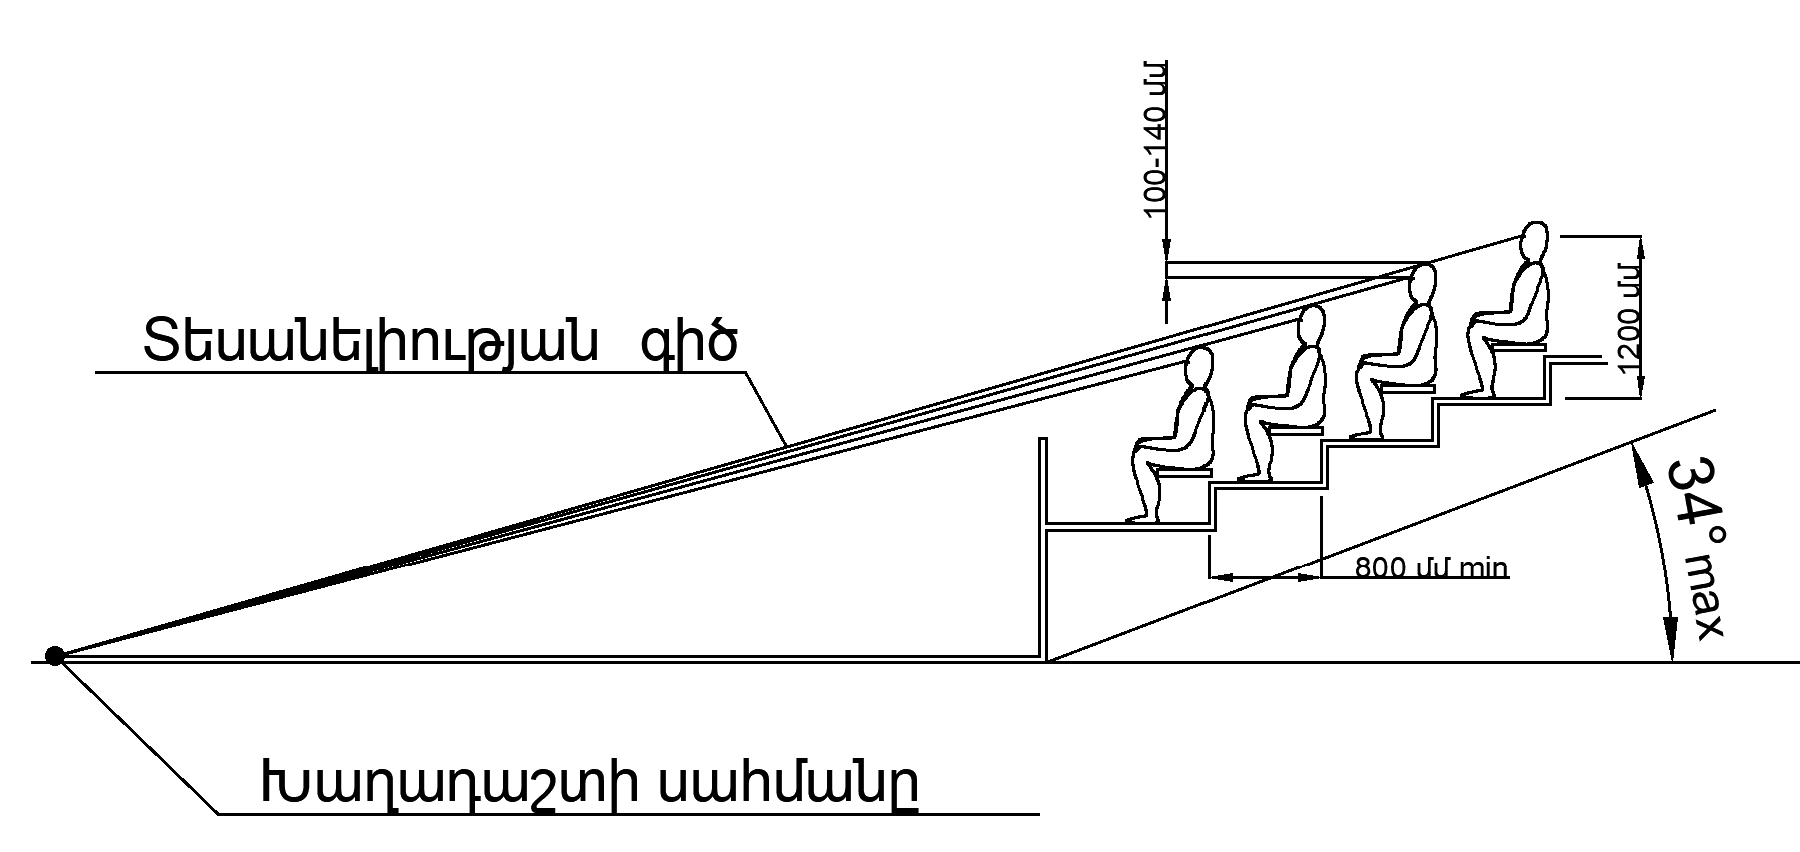 100-140 մմ
Տեսանելիության գիծ
1200 մմ
34° max
800 մմ min
Խաղադաշտի սահմանը